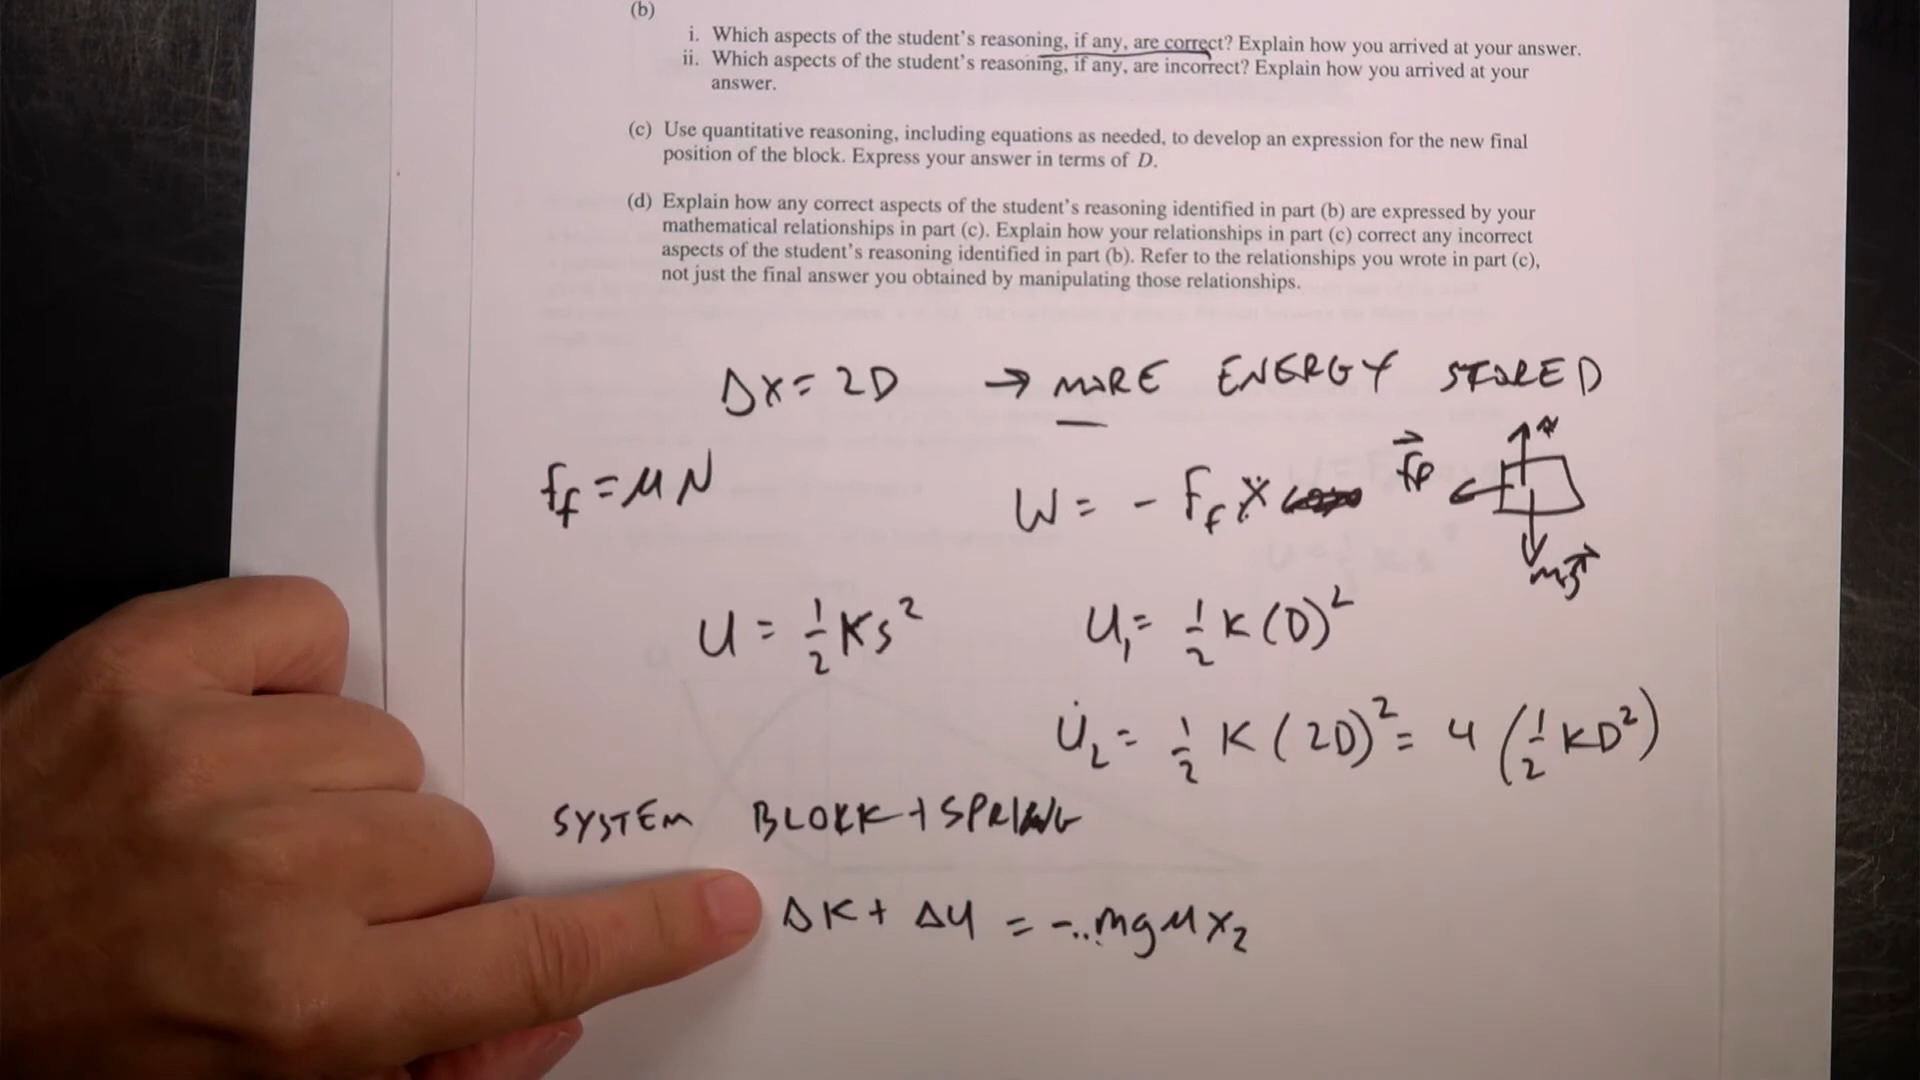 (b)
i. Which aspects of the student's reasoning, if any, are correct? Explain how you arrived at your answer.
ii. Which aspects of the student's reasoning, if any, are incorrect? Explain how you arrived at your
answer.
(c) Use quantitative reasoning, including equations as needed, to develop an expression for the new final
position of the block. Express your answer in terms of D.
(d) Explain how any correct aspects of the student's reasoning identified in part (b) are expressed by your
mathematical relationships in part (c). Explain how your relationships in part (c) correct any incorrect
aspects of the student's reasoning identified in part (b). Refer to the relationships you wrote in part (c),
not just the final answer you obtained by manipulating those relationships.
Δx = 2D → MORE ENERGY STORED
f_f = μN
W = - F_f x
F_f
N
mg
U = 1/2 Ks²
U₁ = 1/2 K(D)²
U₂ = 1/2 K(2D)² = 4(1/2 KD²)
SYSTEM BLOCK + SPRING
ΔK + ΔU = - mgμx₂